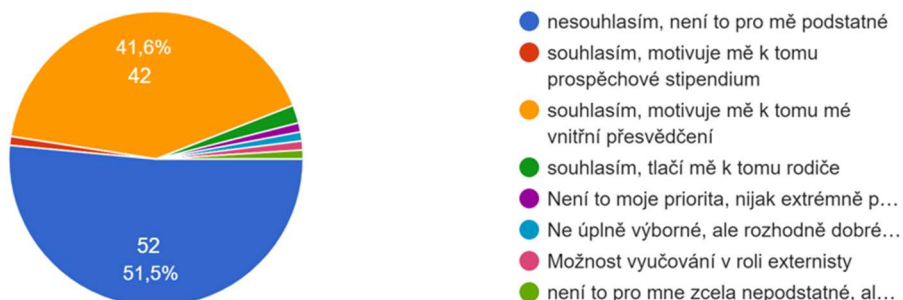 41,6%
42
52
51,5%
nesouhlasím, není to pro mě podstatné
souhlasím, motivuje mě k tomu
prospěchové stipendium
souhlasím, motivuje mě k tomu mé
vnitřní přesvědčení
souhlasím, tlačí mě k tomu rodiče
Není to moje priorita, nijak extrémně p...
Ne úplně výborné, ale rozhodně dobré...
Možnost vyučování v roli externisty
není to pro mne zcela nepodstatné, al...